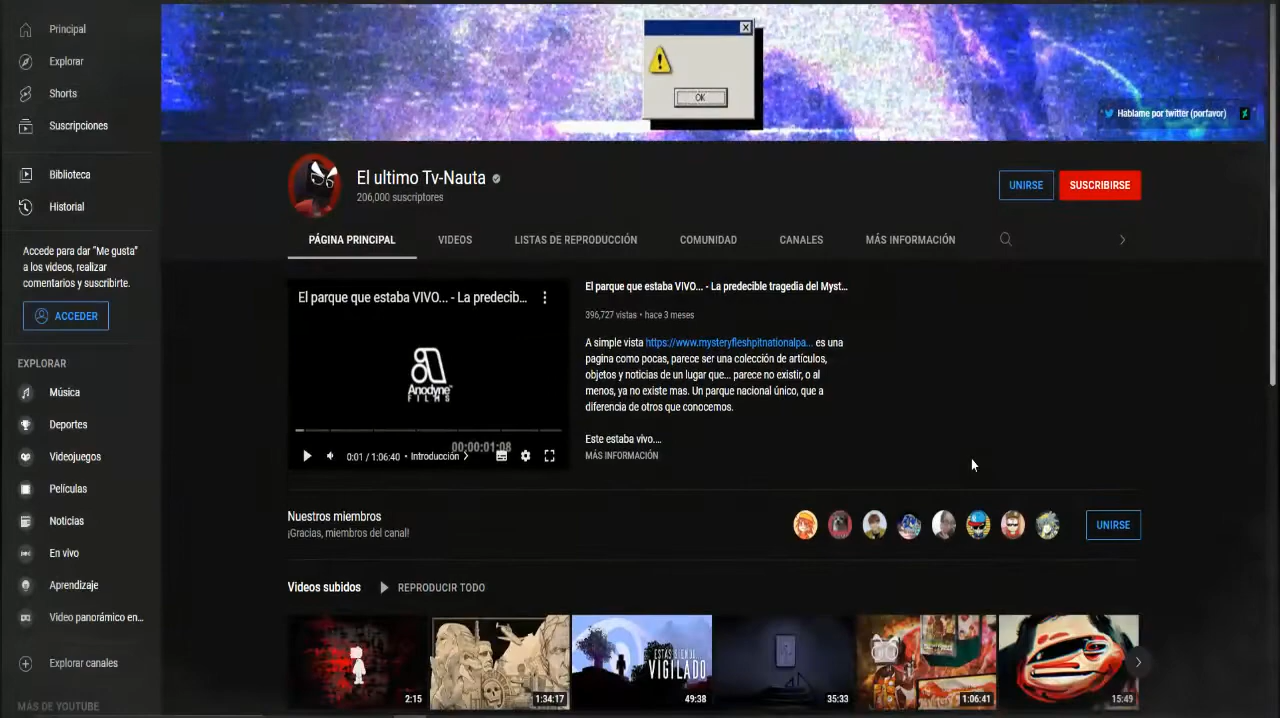 Principal
Explorar
Shorts
Suscripciones
Biblioteca
Historial
Accede para dar "Me gusta"
a los videos, realizar
comentarios y suscribirte.
ACCEDER
EXPLORAR
Música
Deportes
Videojuegos
Películas
Noticias
En vivo
Aprendizaje
Video panorámico en...
Explorar canales
MÁS DE YOUTUBE
OK
Hablame por twitter (porfavor)
El ultimo Tv-Nauta
206,000 suscriptores
UNIRSE
SUSCRIBIRSE
PÁGINA PRINCIPAL
VIDEOS
LISTAS DE REPRODUCCIÓN
COMUNIDAD
CANALES
MÁS INFORMACIÓN
El parque que estaba VIVO... - La predecib...
Anodyne
FILMS
00:00:01:08
0:01 / 1:06:40 • Introducción
El parque que estaba VIVO... - La predecible tragedia del Myst...
396,727 vistas • hace 3 meses
A simple vista https://www.mysteryfleshpitnationalpa... es una
pagina como pocas, parece ser una colección de artículos,
objetos y noticias de un lugar que... parece no existir, o al
menos, ya no existe mas. Un parque nacional único, que a
diferencia de otros que conocemos.
Este estaba vivo....
MÁS INFORMACIÓN
Nuestros miembros
¡Gracias, miembros del canal!
UNIRSE
Videos subidos
REPRODUCIR TODO
2:15
1:34:17
ESTAS SIENDO
VIGILADO
49:38
35:33
1:06:41
15:49